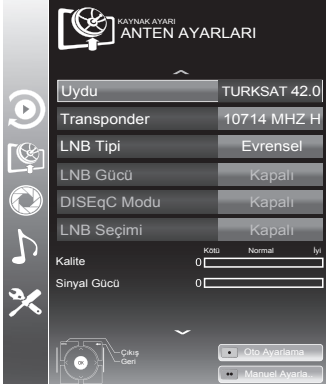 KAYNAK AYARI
ANTEN AYARLARI
Uydu TURKSAT 42.0
Transponder 10714 MHZ H
LNB Tipi Evrensel
LNB Gücü Kapalı
DISEqC Modu Kapalı
LNB Seçimi Kapalı
Kötü Normal İyi
Kalite 0
Sinyal Gücü 0
Çıkış
Geri
OK
Oto Ayarlama
Manuel Ayarla..